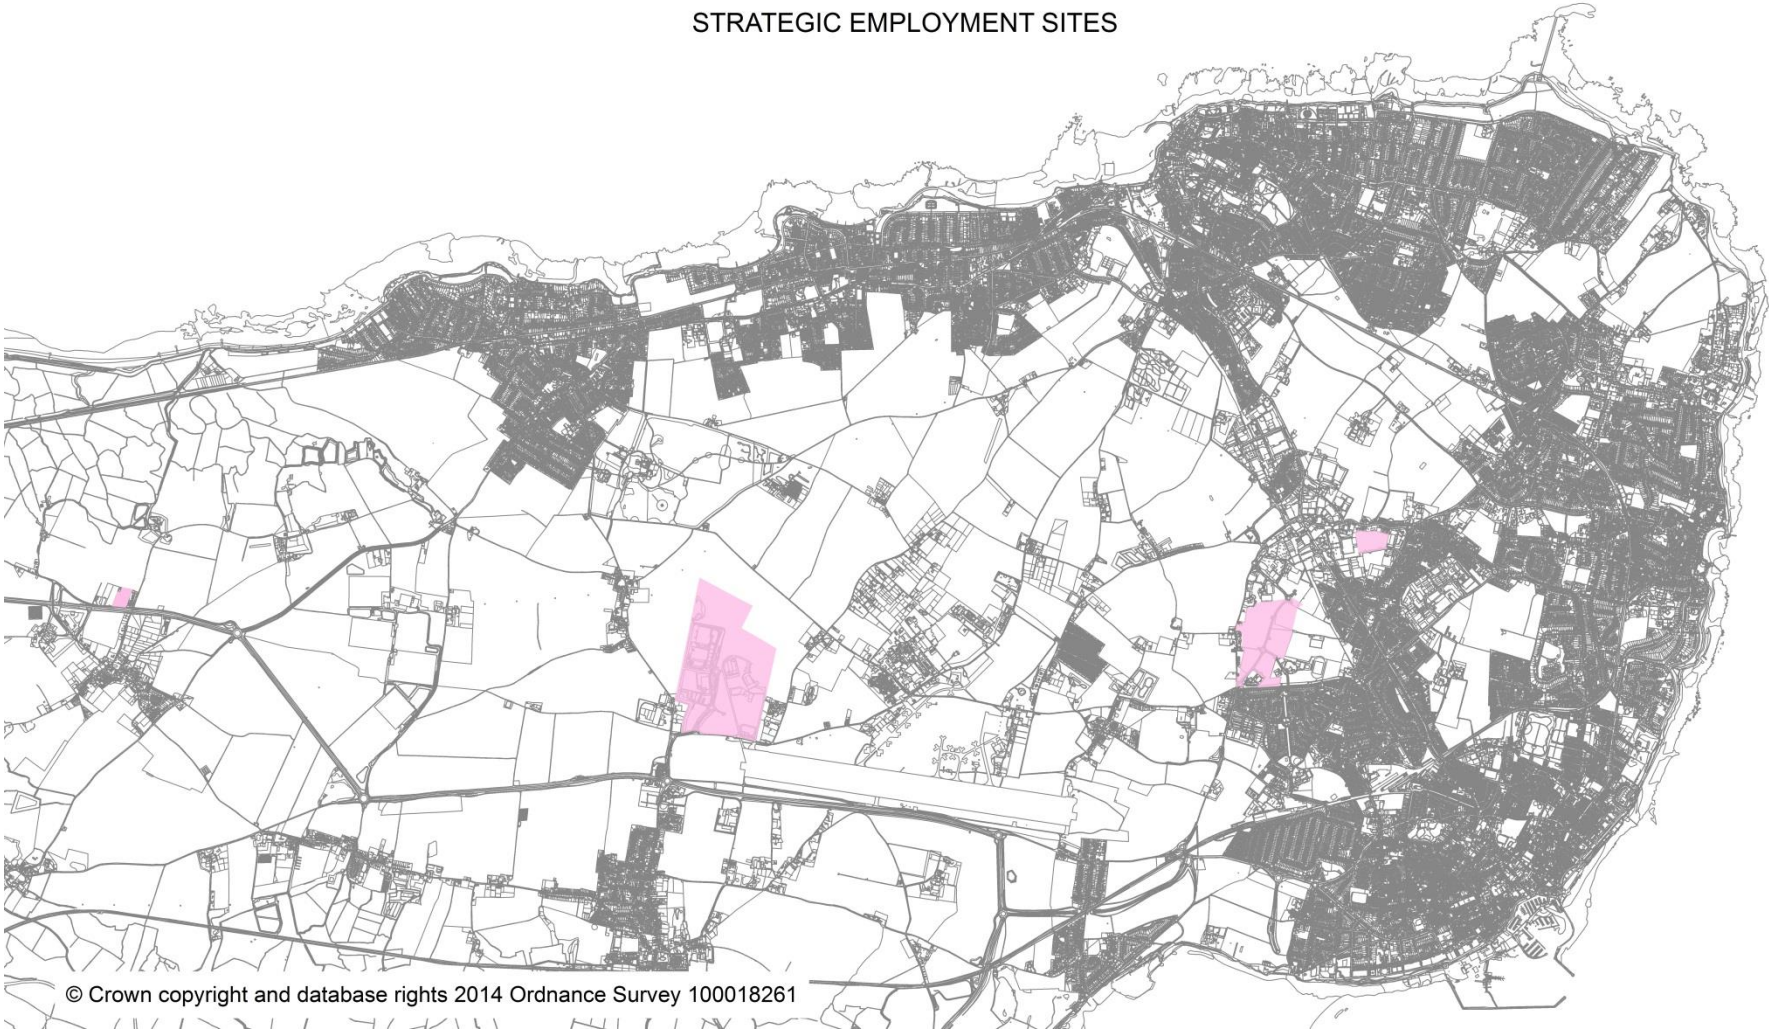 STRATEGIC EMPLOYMENT SITES
© Crown copyright and database rights 2014 Ordnance Survey 100018261